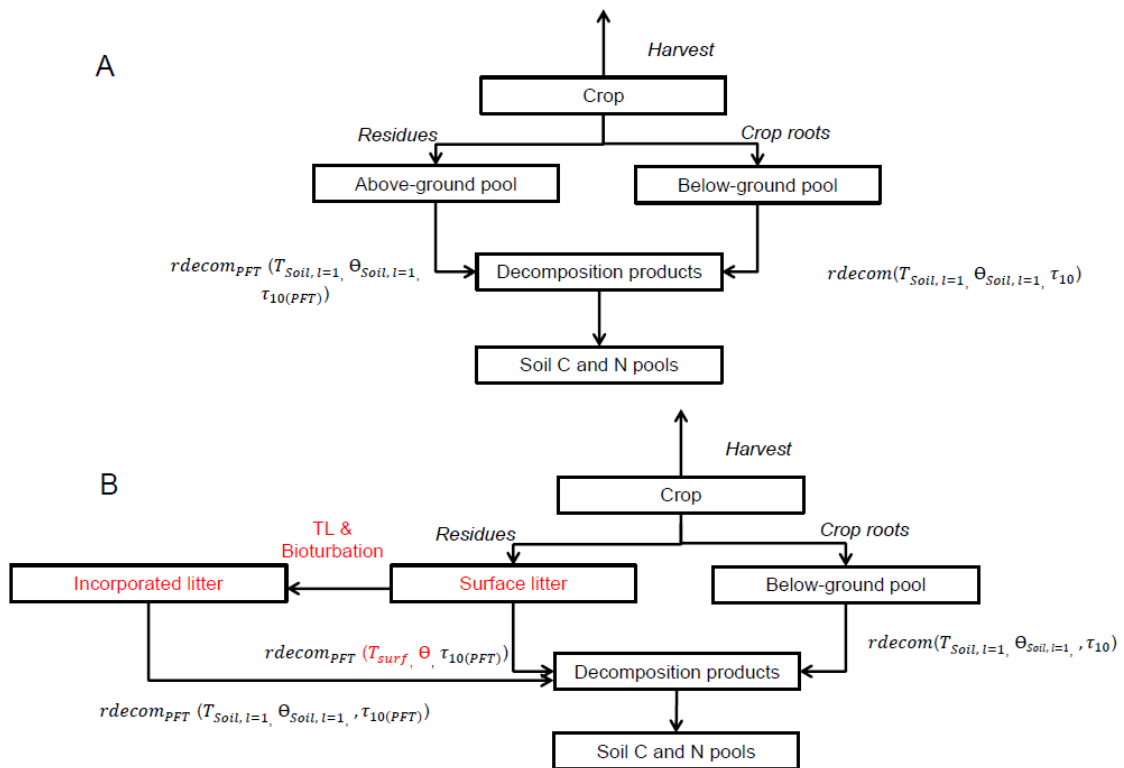 Harvest
A
Crop
Residues
Crop roots
Above-ground pool
Below-ground pool
rdecom_PFT (T_Soil, l=1, Θ_Soil, l=1,
τ_10(PFT))
Decomposition products
rdecom(T_Soil, l=1, Θ_Soil, l=1, τ_10)
Soil C and N pools
Harvest
B
Crop
TL &
Bioturbation
Residues
Crop roots
Incorporated litter
Surface litter
Below-ground pool
rdecom_PFT (T_surf, Θ, τ_10(PFT))
rdecom(T_Soil, l=1, Θ_Soil, l=1, , τ_10)
Decomposition products
rdecom_PFT (T_Soil, l=1, Θ_Soil, l=1, , τ_10(PFT))
Soil C and N pools